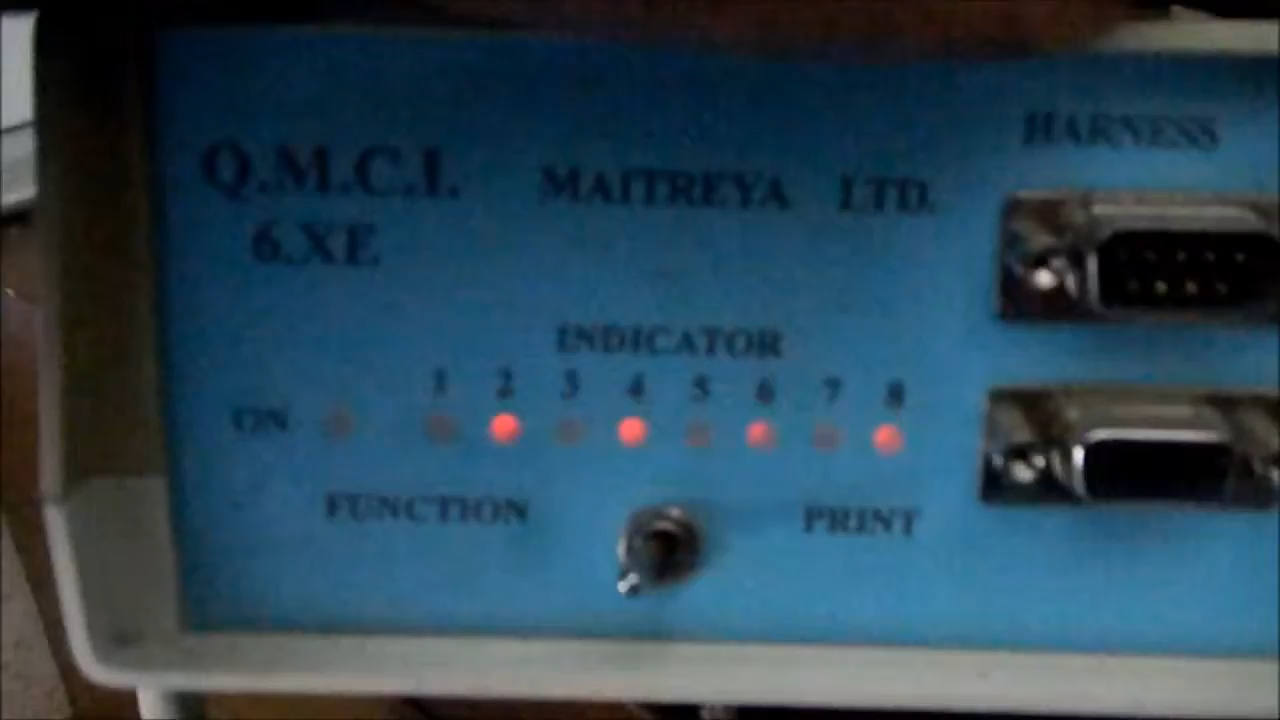 HARNESS
Q.M.C.I. MAITREYA LTD.
6.XE
INDICATOR
1 2 3 4 5 6 7 8
ON
FUNCTION PRINT